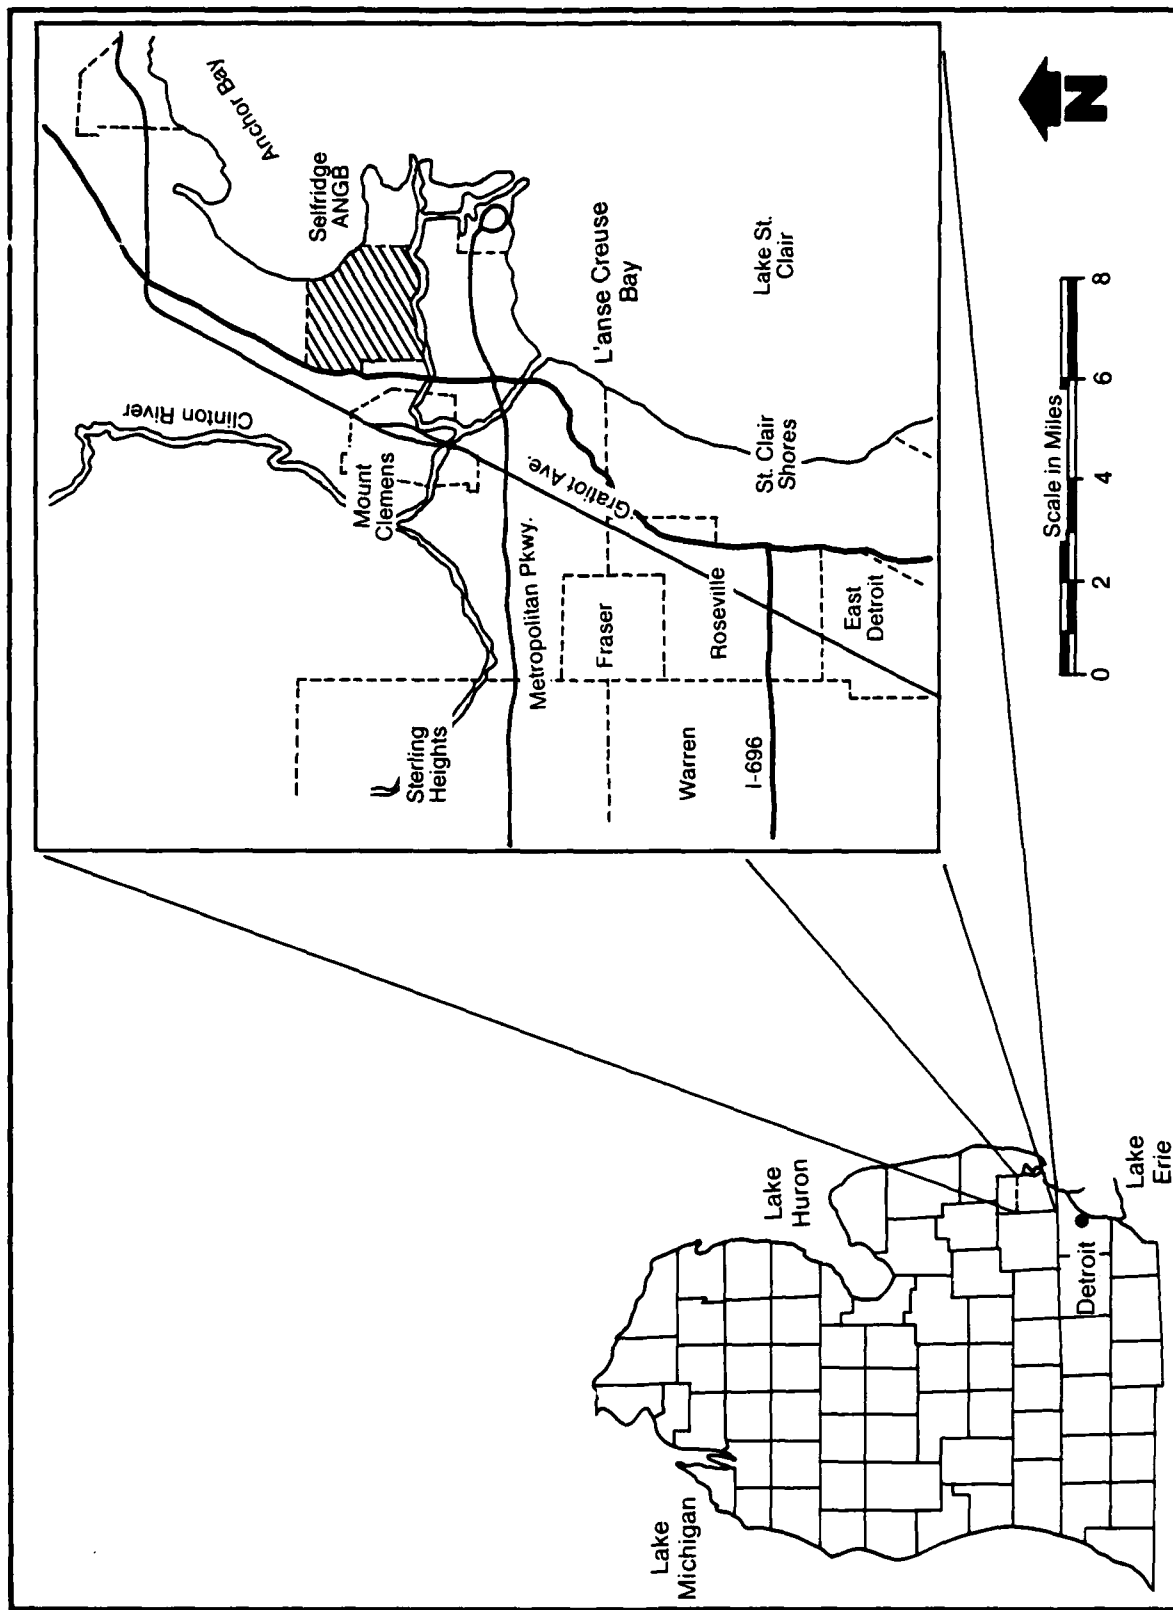 Anchor Bay
Selfridge
ANGB
Clinton River
Mount
Clemens
L'anse Creuse
Bay
Gratiot Ave.
Metropolitan Pkwy.
Sterling
Heights
Fraser
Roseville
Warren
I-696
St. Clair
Shores
Lake St.
Clair
East
Detroit
N
Scale in Miles
0 2 4 6 8
Lake
Michigan
Lake
Huron
Detroit
Lake
Erie